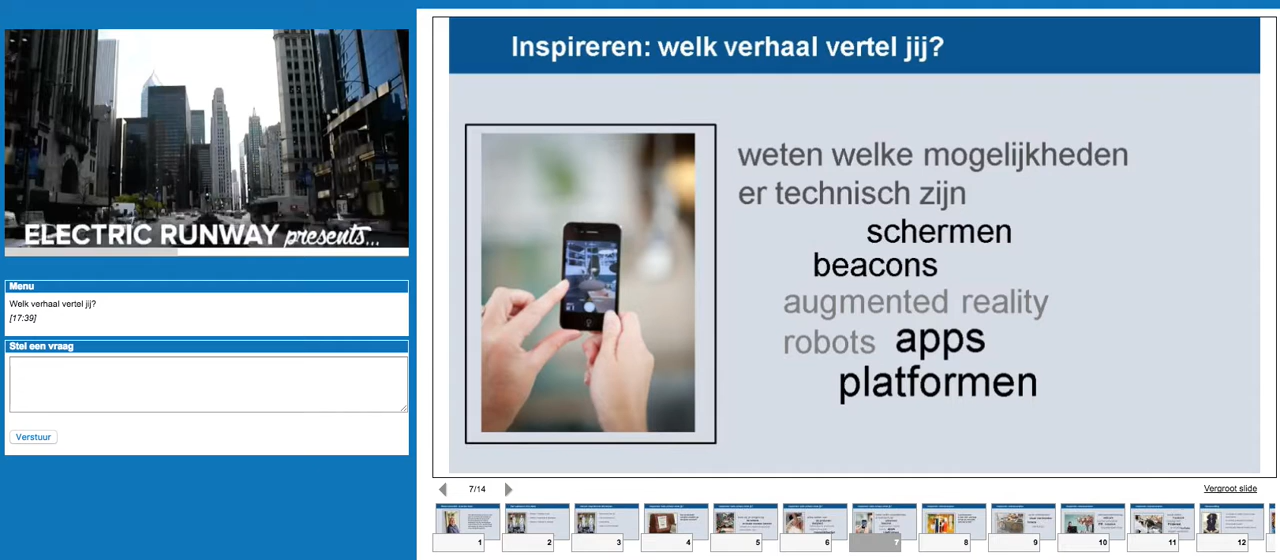 ELECTRIC RUNWAY presents...
Menu
Welk verhaal vertel jij?
[17:39]
Stel een vraag
Verstuur
Inspireren: welk verhaal vertel jij?
weten welke mogelijkheden
er technisch zijn
schermen
beacons
augmented reality
robots apps
platformen
7/14
Vergroot slide
1 2 3 4 5 6 7 8 9 10 11 12